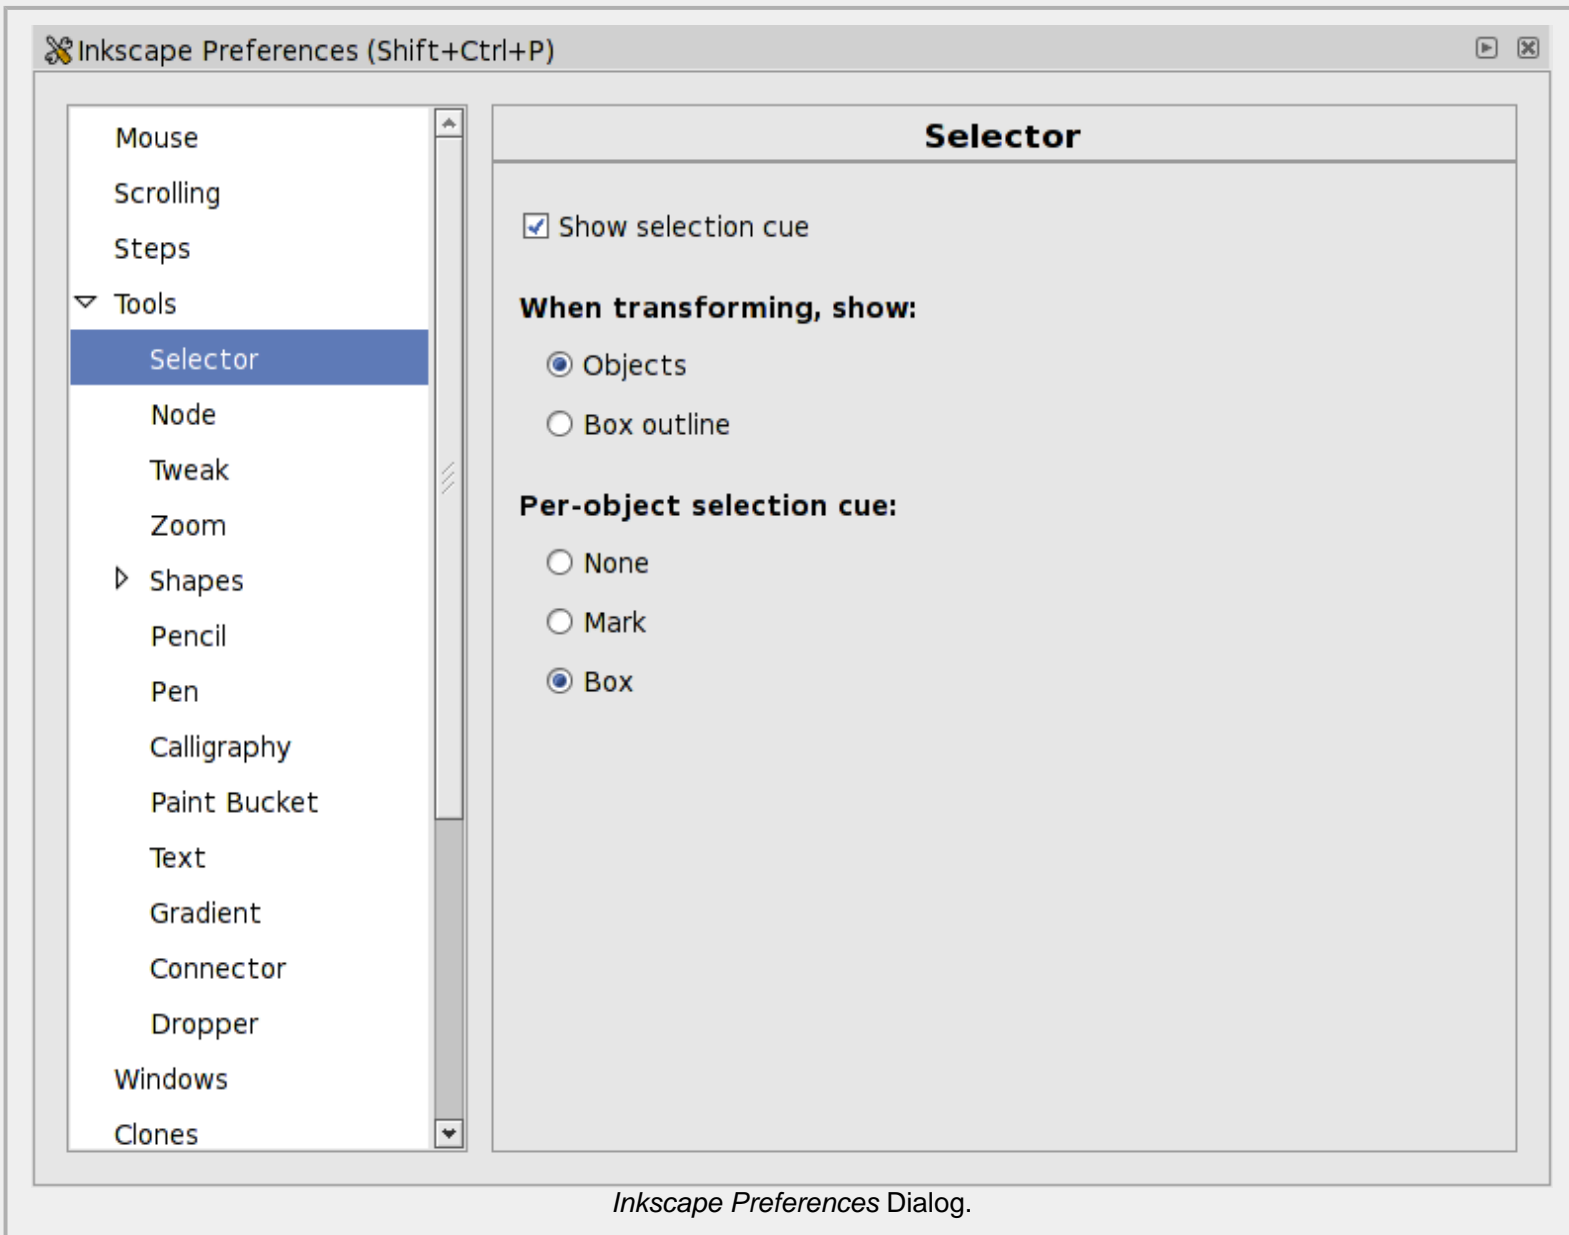 Inkscape Preferences (Shift+Ctrl+P)
Mouse
Scrolling
Steps
Tools
Selector
Node
Tweak
Zoom
Shapes
Pencil
Pen
Calligraphy
Paint Bucket
Text
Gradient
Connector
Dropper
Windows
Clones
Selector
Show selection cue
When transforming, show:
Objects
Box outline
Per-object selection cue:
None
Mark
Box
Inkscape Preferences Dialog.